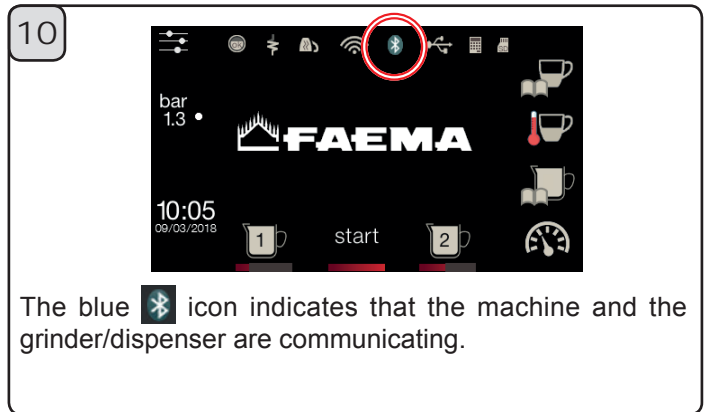 10
bar
1.3
FAEMA
10:05
09/03/2018
1
start
2
The blue icon indicates that the machine and the
grinder/dispenser are communicating.